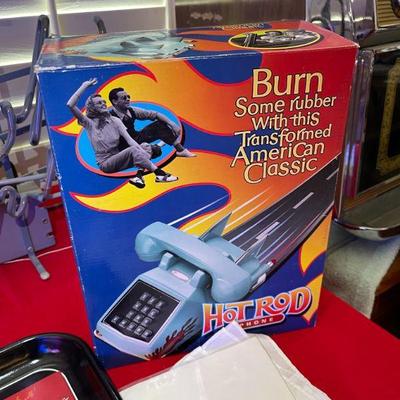 Burn
Some rubber
With this
Transformed
American
Classic
HOT ROD
PHONE